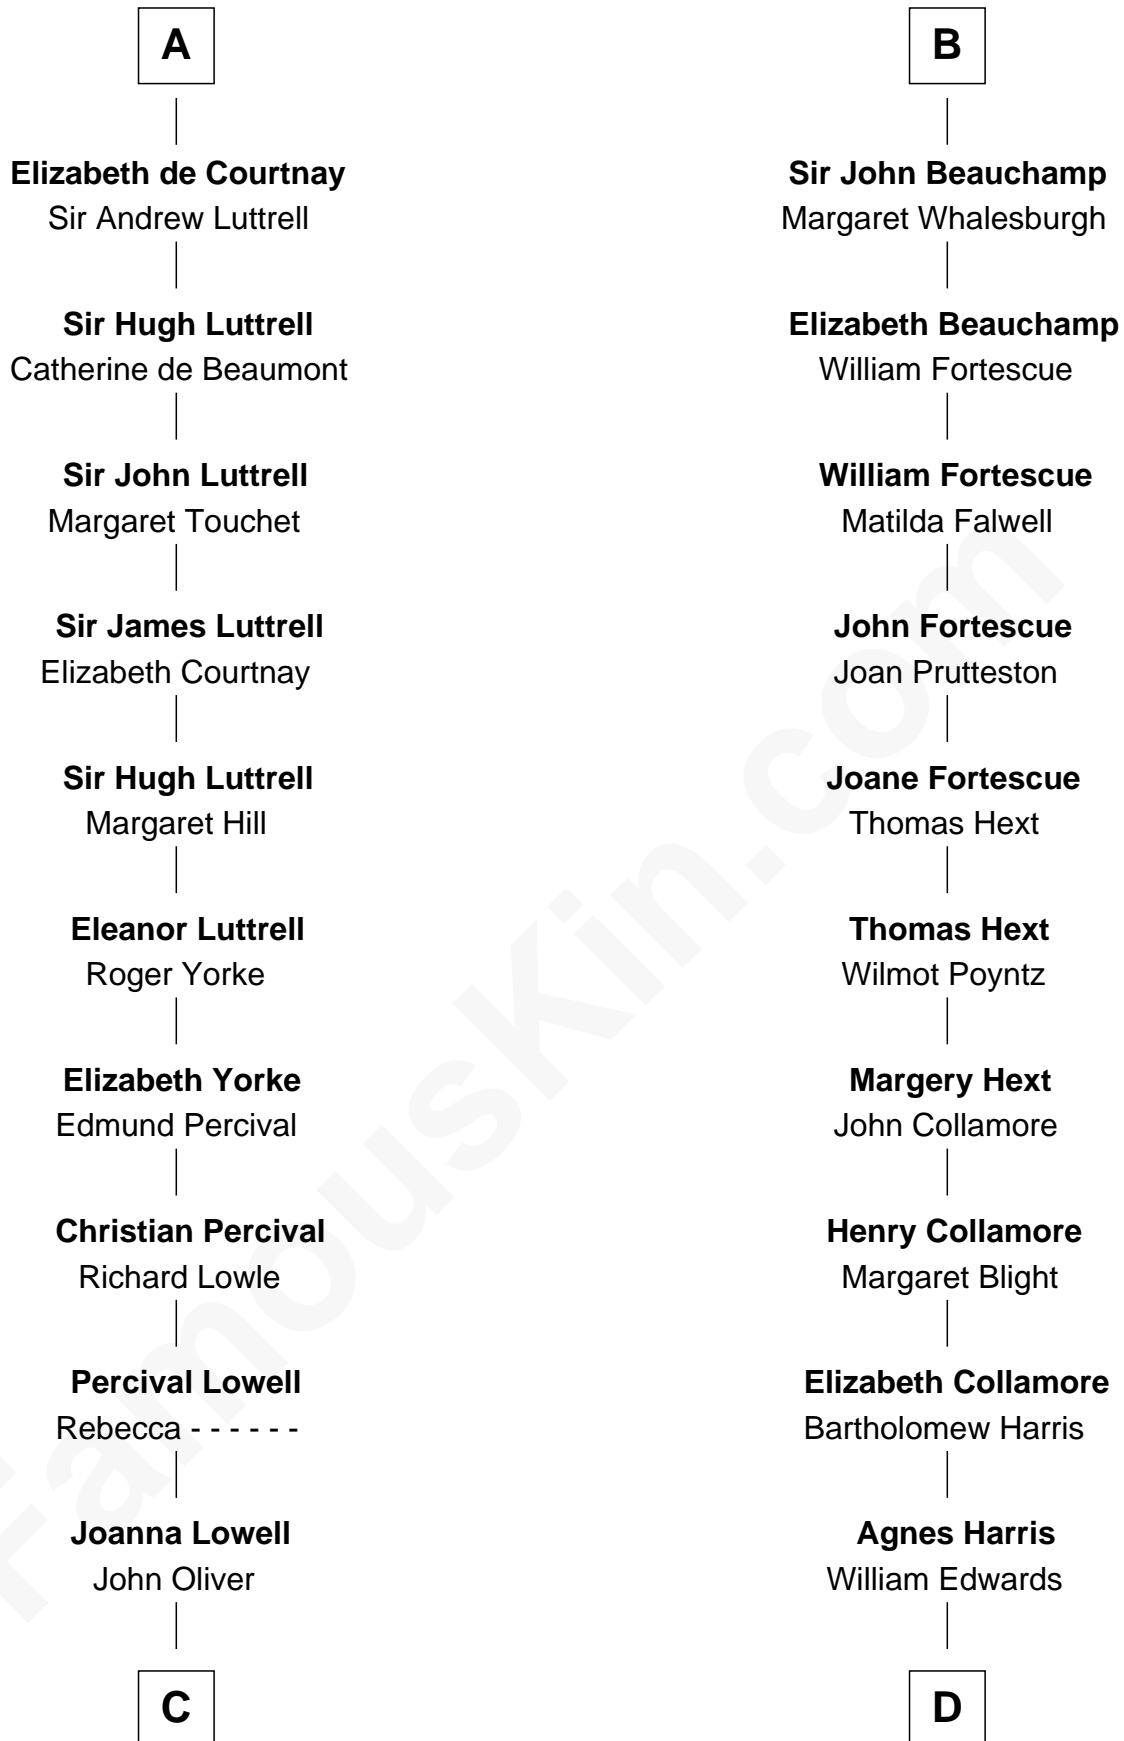 A
Elizabeth de Courtnay
Sir Andrew Luttrell
Sir Hugh Luttrell
Catherine de Beaumont
Sir John Luttrell
Margaret Touchet
Sir James Luttrell
Elizabeth Courtnay
Sir Hugh Luttrell
Margaret Hill
Eleanor Luttrell
Roger Yorke
Elizabeth Yorke
Edmund Percival
Christian Percival
Richard Lowle
Percival Lowell
Rebecca - - - - - -
Joanna Lowell
John Oliver
C
B
Sir John Beauchamp
Margaret Whalesburgh
Elizabeth Beauchamp
William Fortescue
William Fortescue
Matilda Falwell
John Fortescue
Joan Prutteston
Joane Fortescue
Thomas Hext
Thomas Hext
Wilmot Poyntz
Margery Hext
John Collamore
Henry Collamore
Margaret Blight
Elizabeth Collamore
Bartholomew Harris
Agnes Harris
William Edwards
D
FamousKin.com